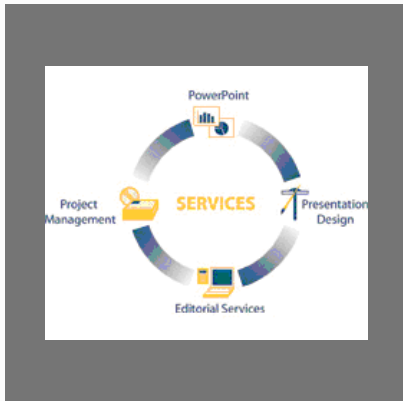 PowerPoint
SERVICES
Project
Management
Presentation
Design
Editorial Services